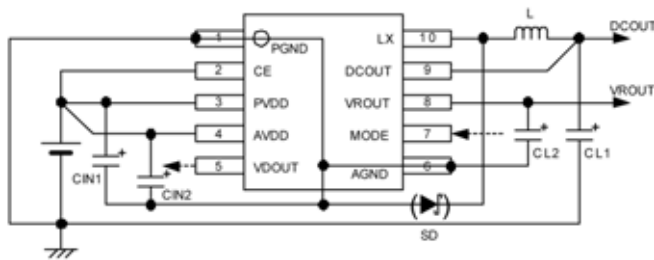 L
DCOUT
1
PGND
LX
10
2
CE
DCOUT
9
VROUT
3
PVDD
VROUT
8
4
AVDD
MODE
7
CIN1
CIN2
5
VDOUT
AGND
6
CL2
CL1
SD